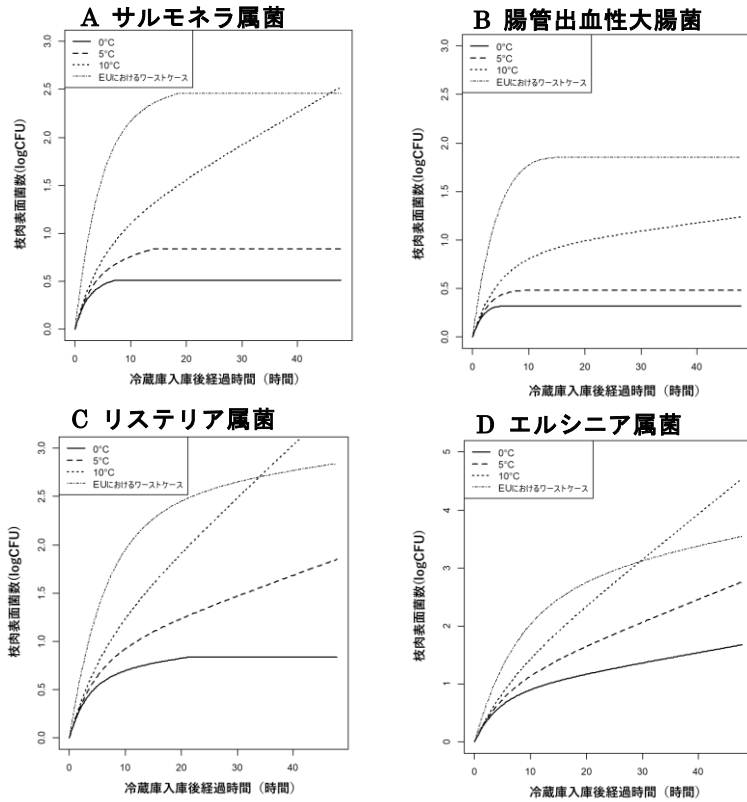 A サルモネラ属菌
枝肉表面菌数(logCFU)
3.0
2.5
2.0
1.5
1.0
0.5
0.0
0°C
5°C
10°C
EUにおけるワーストケース
0 10 20 30 40
冷蔵庫入庫後経過時間（時間）
B 腸管出血性大腸菌
枝肉表面菌数(logCFU)
3.0
2.5
2.0
1.5
1.0
0.5
0.0
0°C
5°C
10°C
EUにおけるワーストケース
0 10 20 30 40
冷蔵庫入庫後経過時間（時間）
C リステリア属菌
枝肉表面菌数(logCFU)
3.0
2.5
2.0
1.5
1.0
0.5
0.0
0°C
5°C
10°C
EUにおけるワーストケース
0 10 20 30 40
冷蔵庫入庫後経過時間（時間）
D エルシニア属菌
枝肉表面菌数(logCFU)
5
4
3
2
1
0
0°C
5°C
10°C
EUにおけるワーストケース
0 10 20 30 40
冷蔵庫入庫後経過時間（時間）